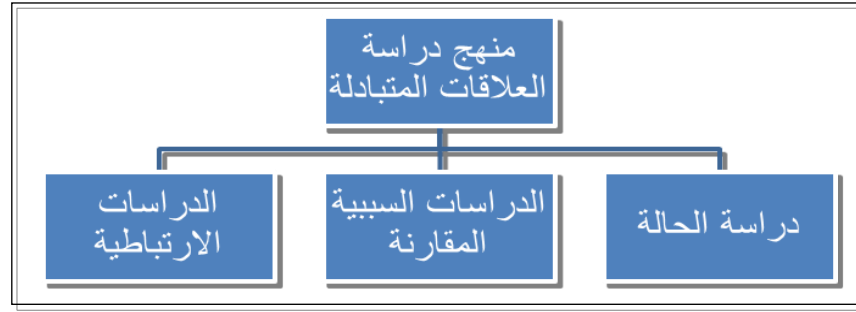 منهج دراسة
العلاقات المتبادلة
دراسة الحالة
الدراسات السببية
المقارنة
الدراسات
الارتباطية